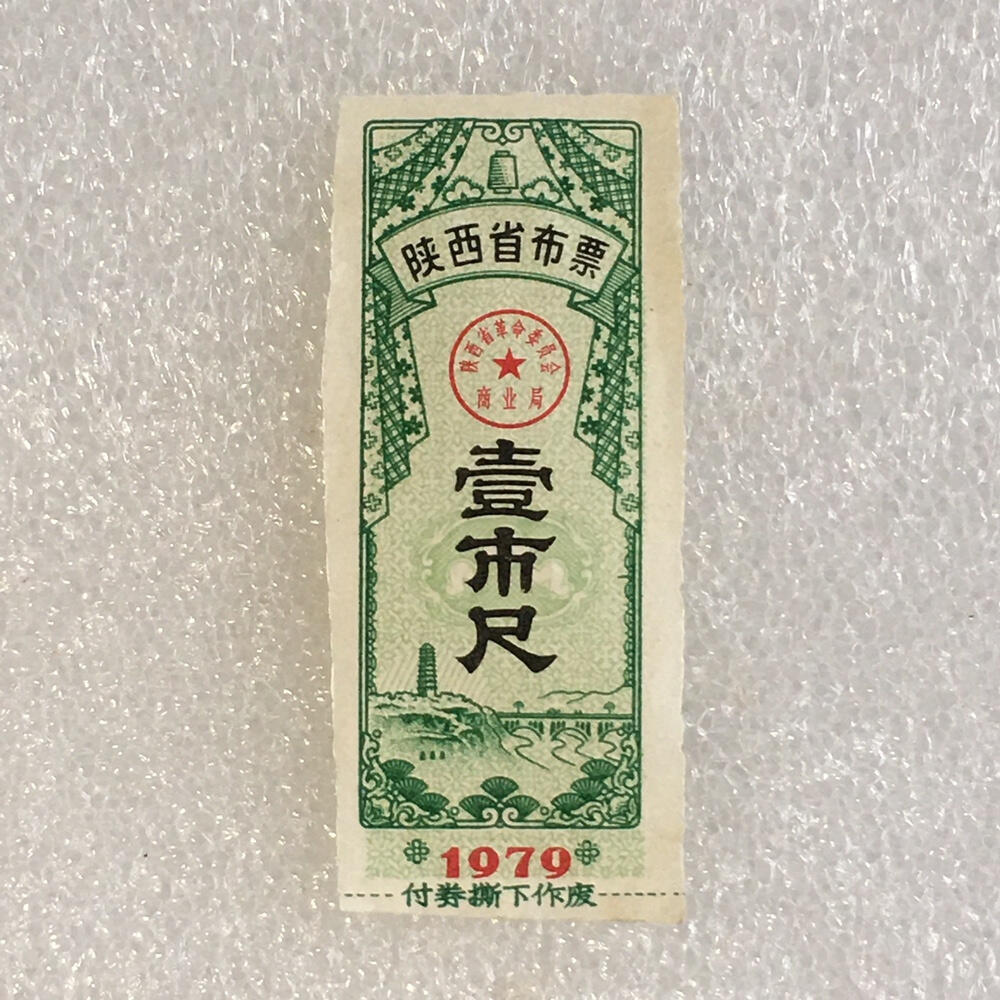 陕西省布票
陕西省革命委员会
商业局
壹市尺
1979
付券撕下作废